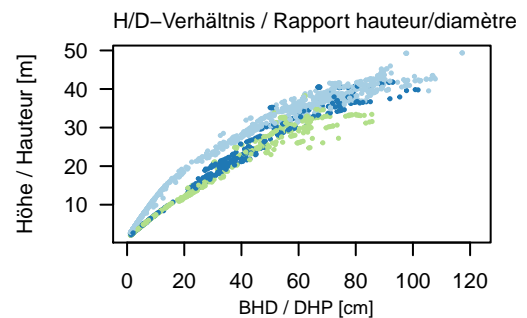 H/D−Verhältnis / Rapport hauteur/diamètre
Höhe / Hauteur [m]
50
40
30
20
10
0 20 40 60 80 100 120
BHD / DHP [cm]